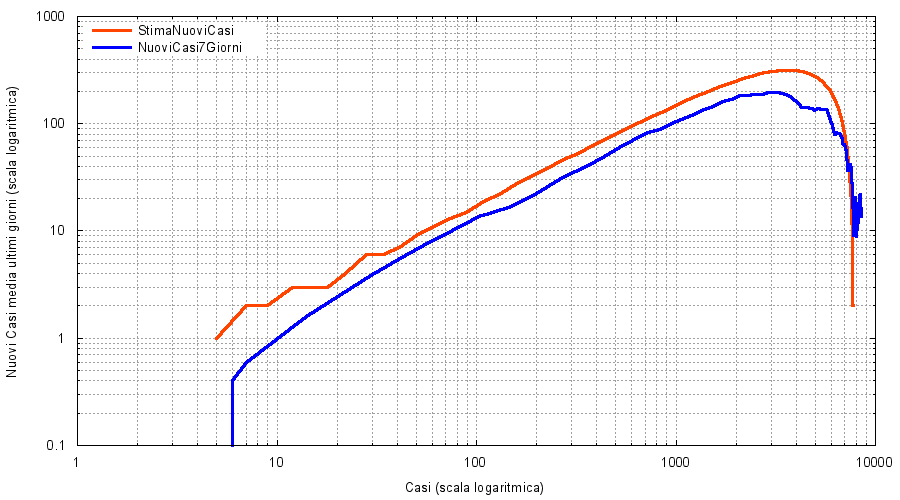 1000
StimaNuoviCasi
NuoviCasi7Giorni
100
10
1
0.1
Nuovi Casi media ultimi giorni (scala logaritmica)
1 10 100 1000 10000
Casi (scala logaritmica)